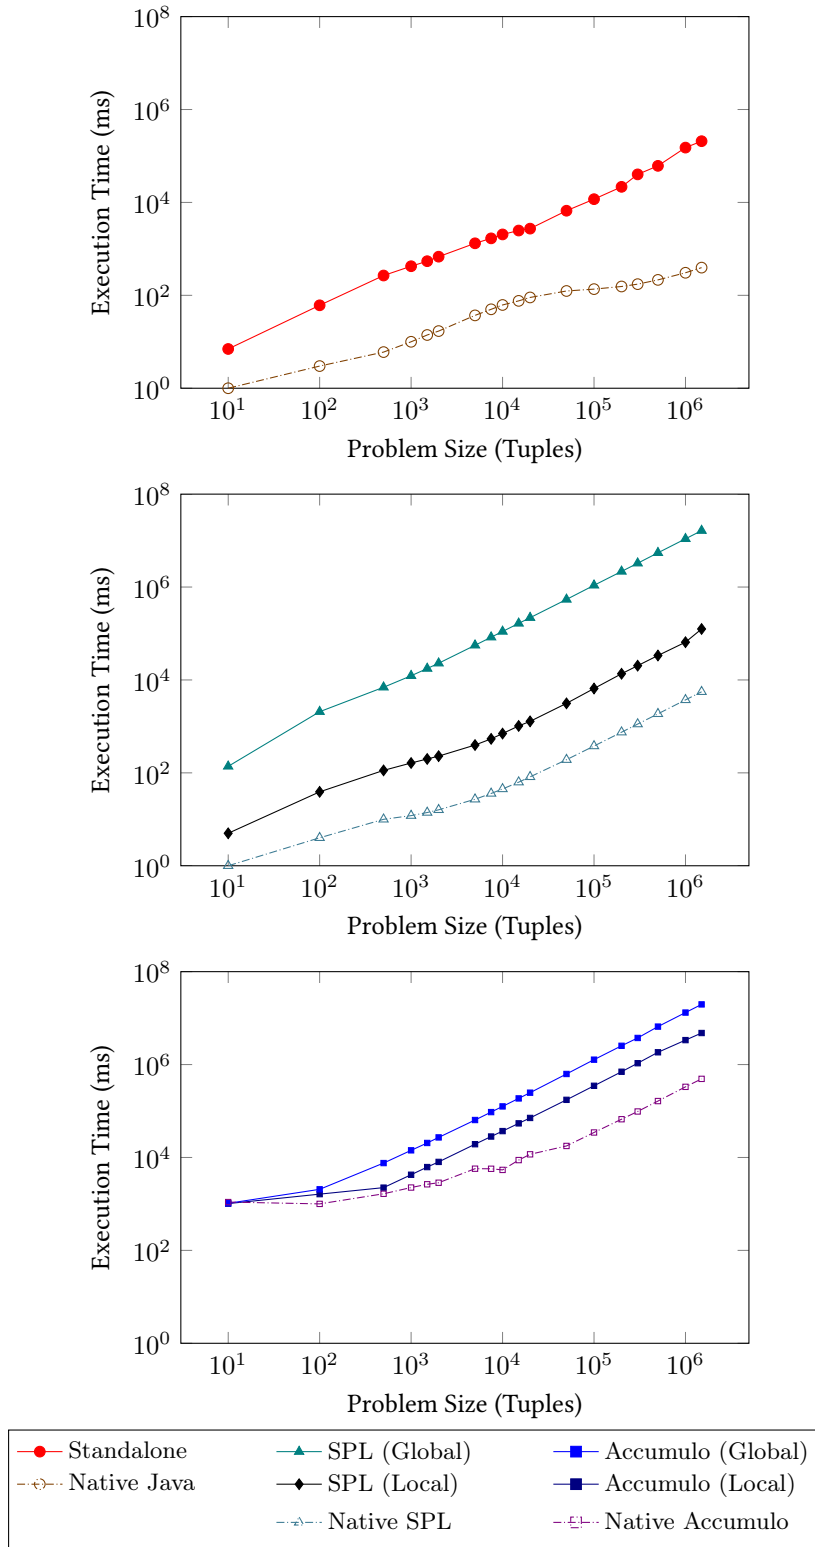 10^8
10^6
10^4
10^2
10^0
Execution Time (ms)
10^1 10^2 10^3 10^4 10^5 10^6
Problem Size (Tuples)
10^8
10^6
10^4
10^2
10^0
Execution Time (ms)
10^1 10^2 10^3 10^4 10^5 10^6
Problem Size (Tuples)
10^8
10^6
10^4
10^2
10^0
Execution Time (ms)
10^1 10^2 10^3 10^4 10^5 10^6
Problem Size (Tuples)
Standalone SPL (Global) Accumulo (Global)
Native Java SPL (Local) Accumulo (Local)
Native SPL Native Accumulo